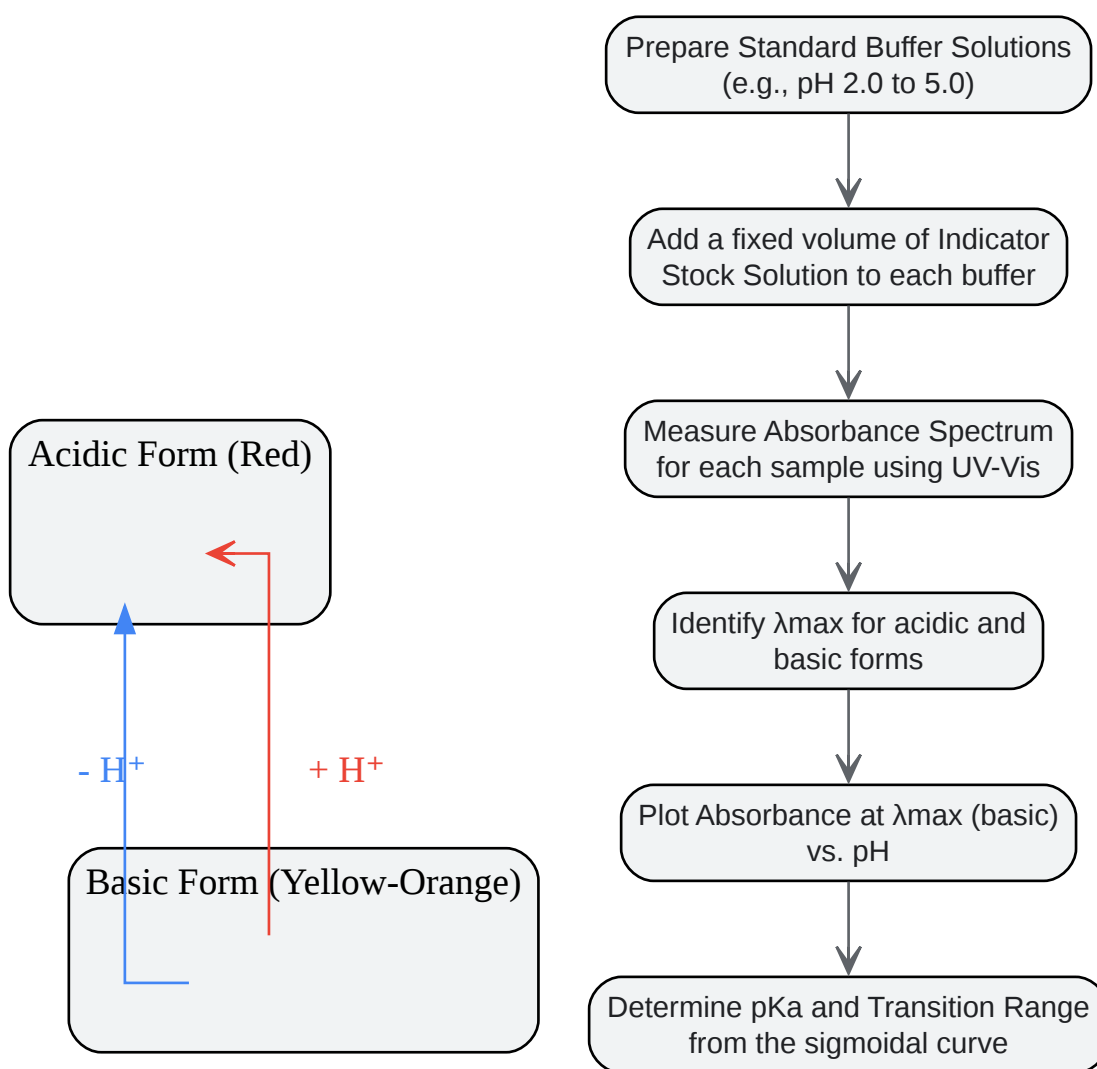 Prepare Standard Buffer Solutions
(e.g., pH 2.0 to 5.0)
Add a fixed volume of Indicator
Stock Solution to each buffer
Measure Absorbance Spectrum
for each sample using UV-Vis
Identify λmax for acidic and
basic forms
Plot Absorbance at λmax (basic)
vs. pH
Determine pKa and Transition Range
from the sigmoidal curve
Acidic Form (Red)
- H⁺
+ H⁺
Basic Form (Yellow-Orange)